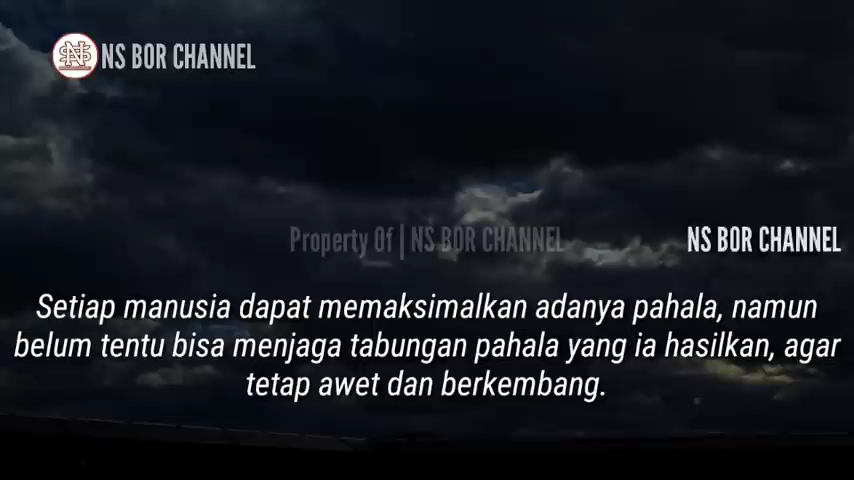 NS BOR CHANNEL
Property Of | NS BOR CHANNEL
NS BOR CHANNEL
Setiap manusia dapat memaksimalkan adanya pahala, namun
belum tentu bisa menjaga tabungan pahala yang ia hasilkan, agar
tetap awet dan berkembang.